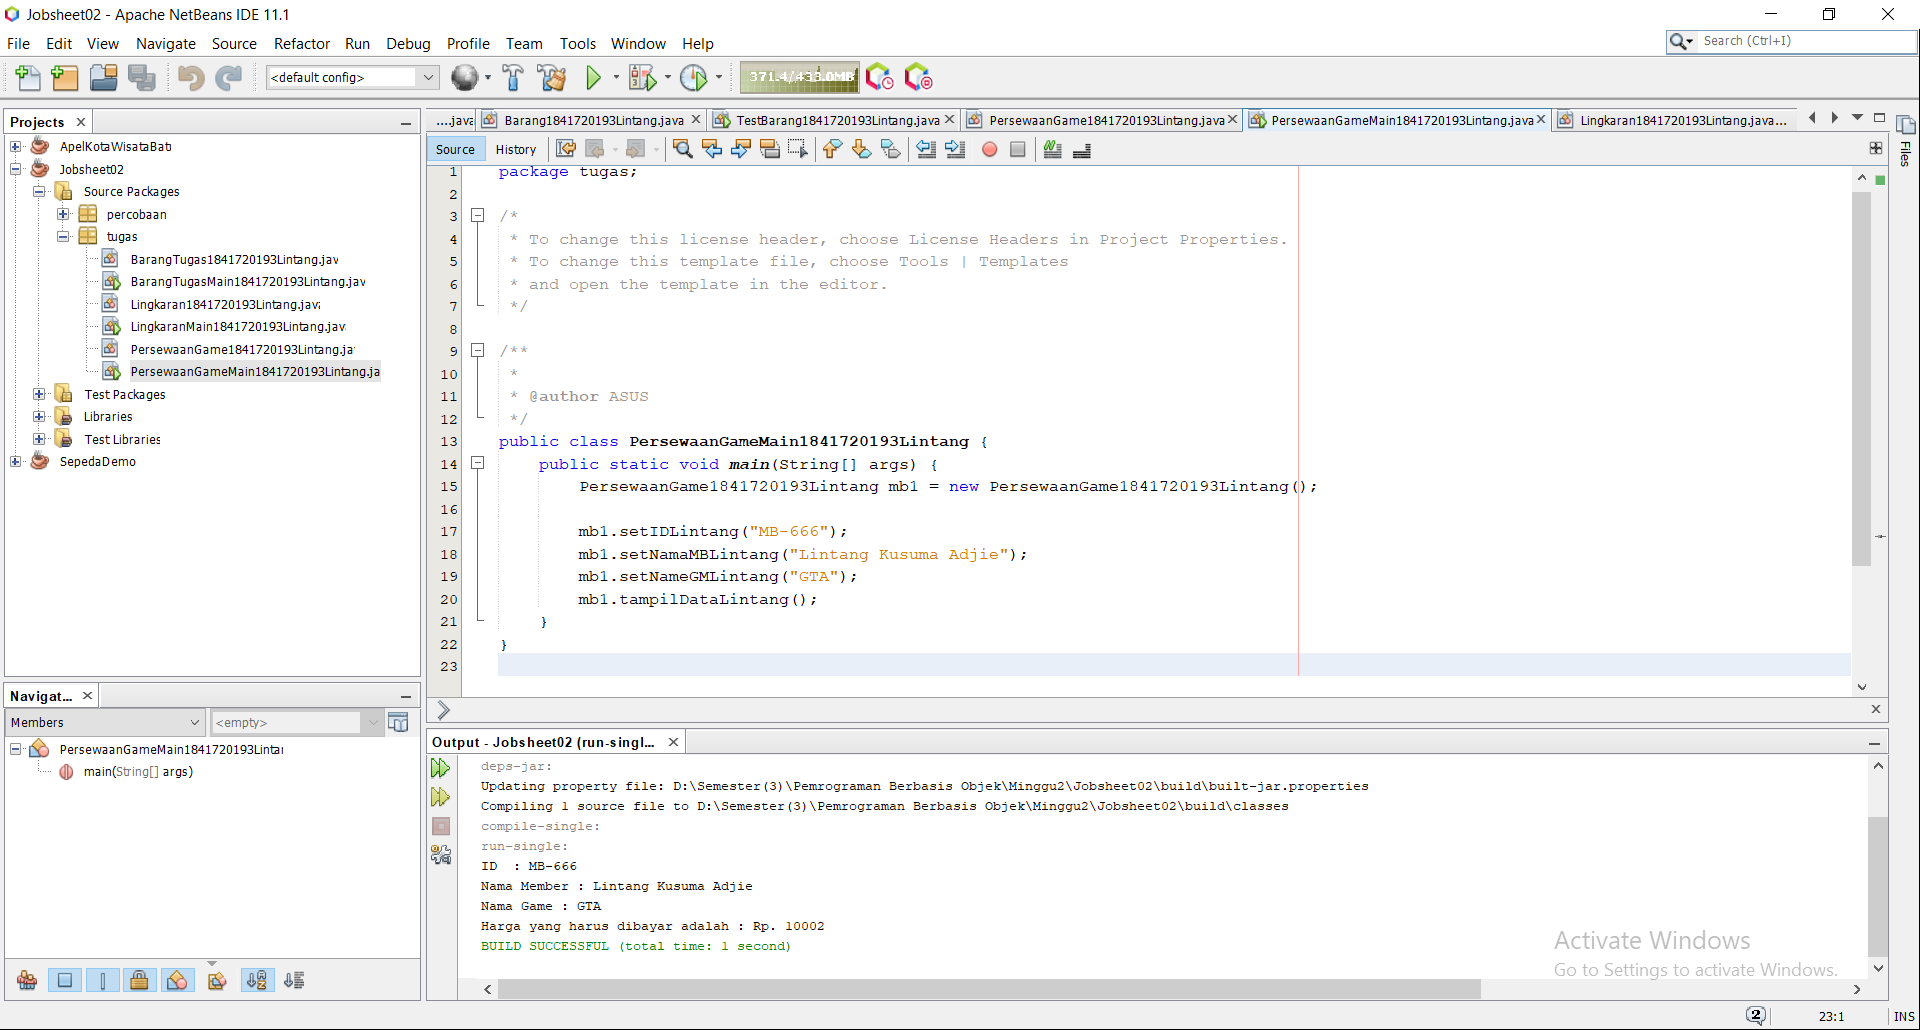 Jobsheet02 - Apache NetBeans IDE 11.1
File Edit View Navigate Source Refactor Run Debug Profile Team Tools Window Help
Search (Ctrl+I)
<default config>
371.4/433.0MB
Projects
....java
Barang1841720193Lintang.java
TestBarang1841720193Lintang.java
PersewaanGame1841720193Lintang.java
PersewaanGameMain1841720193Lintang.java
Lingkaran1841720193Lintang.java...
Files
ApelKotaWisataBatu
Jobsheet02
Source Packages
percobaan
tugas
BarangTugas1841720193Lintang.jav
BarangTugasMain1841720193Lintang.jav
Lingkaran1841720193Lintang.java
LingkaranMain1841720193Lintang.jav
PersewaanGame1841720193Lintang.ja
PersewaanGameMain1841720193Lintang.ja
Test Packages
Libraries
Test Libraries
SepedaDemo
Source History
1 package tugas;
2
3 /*
4 * To change this license header, choose License Headers in Project Properties.
5 * To change this template file, choose Tools | Templates
6 * and open the template in the editor.
7 */
8
9 /**
10 *
11 * @author ASUS
12 */
13 public class PersewaanGameMain1841720193Lintang {
14 public static void main(String[] args) {
15 PersewaanGame1841720193Lintang mb1 = new PersewaanGame1841720193Lintang();
16
17 mb1.setIDLintang("MB-666");
18 mb1.setNamaMBLintang("Lintang Kusuma Adjie");
19 mb1.setNameGMLintang("GTA");
20 mb1.tampilDataLintang();
21 }
22 }
23
Navigat...
Members
<empty>
PersewaanGameMain1841720193Lintan
main(String[] args)
Output - Jobsheet02 (run-singl...
deps-jar:
Updating property file: D:\Semester(3)\Pemrograman Berbasis Objek\Minggu2\Jobsheet02\build\built-jar.properties
Compiling 1 source file to D:\Semester(3)\Pemrograman Berbasis Objek\Minggu2\Jobsheet02\build\classes
compile-single:
run-single:
ID : MB-666
Nama Member : Lintang Kusuma Adjie
Nama Game : GTA
Harga yang harus dibayar adalah : Rp. 10002
BUILD SUCCESSFUL (total time: 1 second)
Activate Windows
Go to Settings to activate Windows.
2
23:1
INS